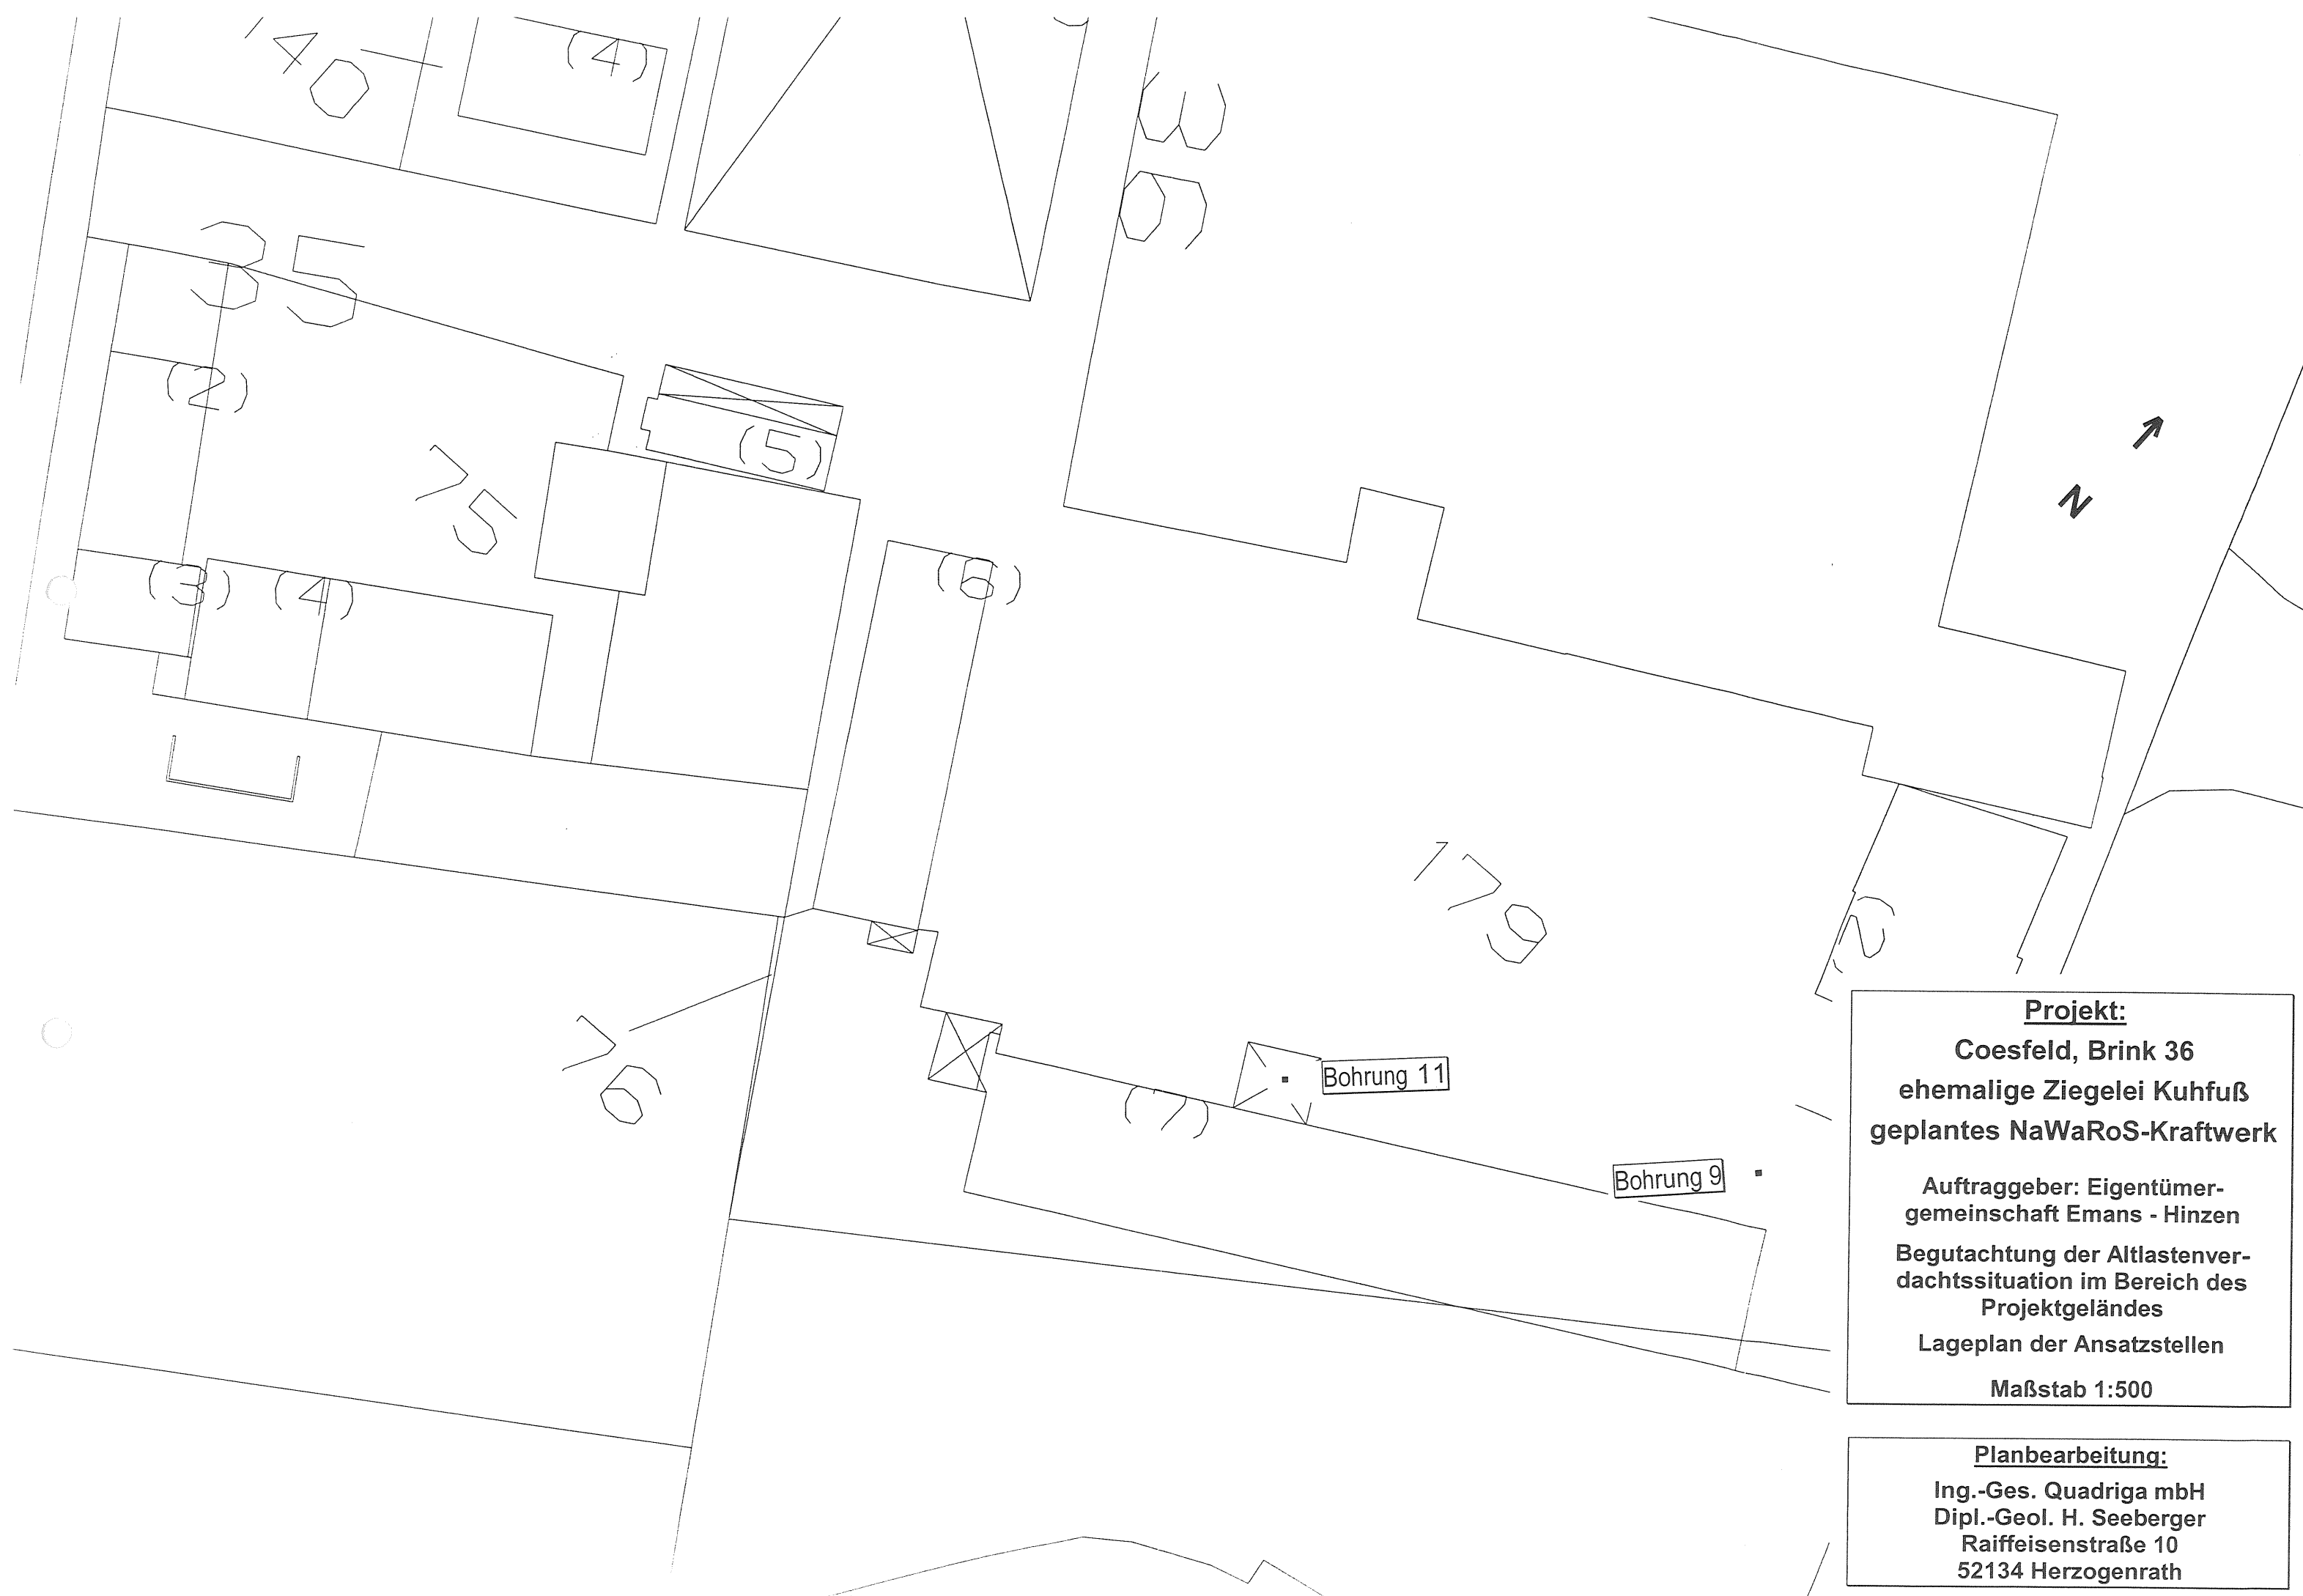 40
(4)
36
35
(2)
(5)
75
(3)
(4)
(6)
N
179
(2)
76
(7)
Bohrung 11
Bohrung 9
Projekt:
Coesfeld, Brink 36
ehemalige Ziegelei Kuhfuß
geplantes NaWaRoS-Kraftwerk
Auftraggeber: Eigentümer-
gemeinschaft Emans - Hinzen
Begutachtung der Altlastenver-
dachtssituation im Bereich des
Projektgeländes
Lageplan der Ansatzstellen
Maßstab 1:500
Planbearbeitung:
Ing.-Ges. Quadriga mbH
Dipl.-Geol. H. Seeberger
Raiffeisenstraße 10
52134 Herzogenrath